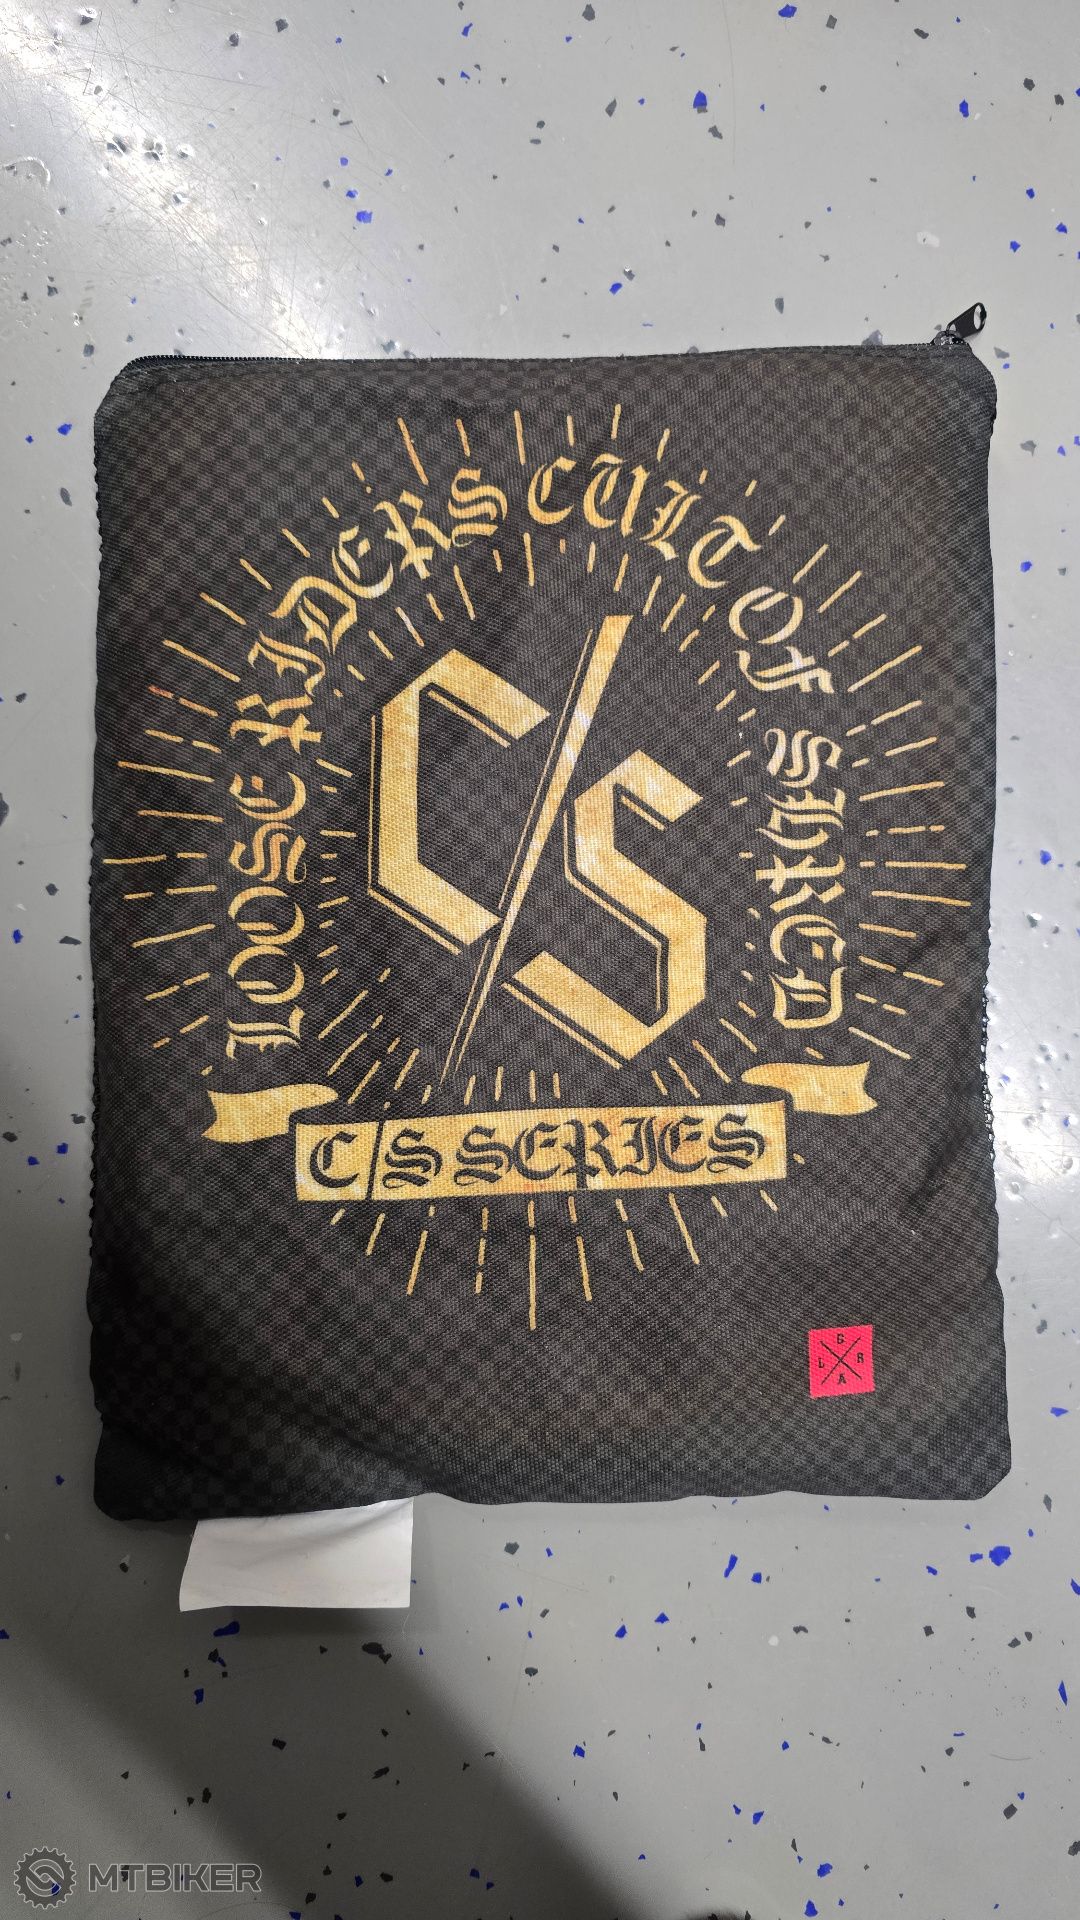 LOOSE RIDERS CULT OF SHRED
C/S
C/S SERIES
G
L R
A
MTBIKER